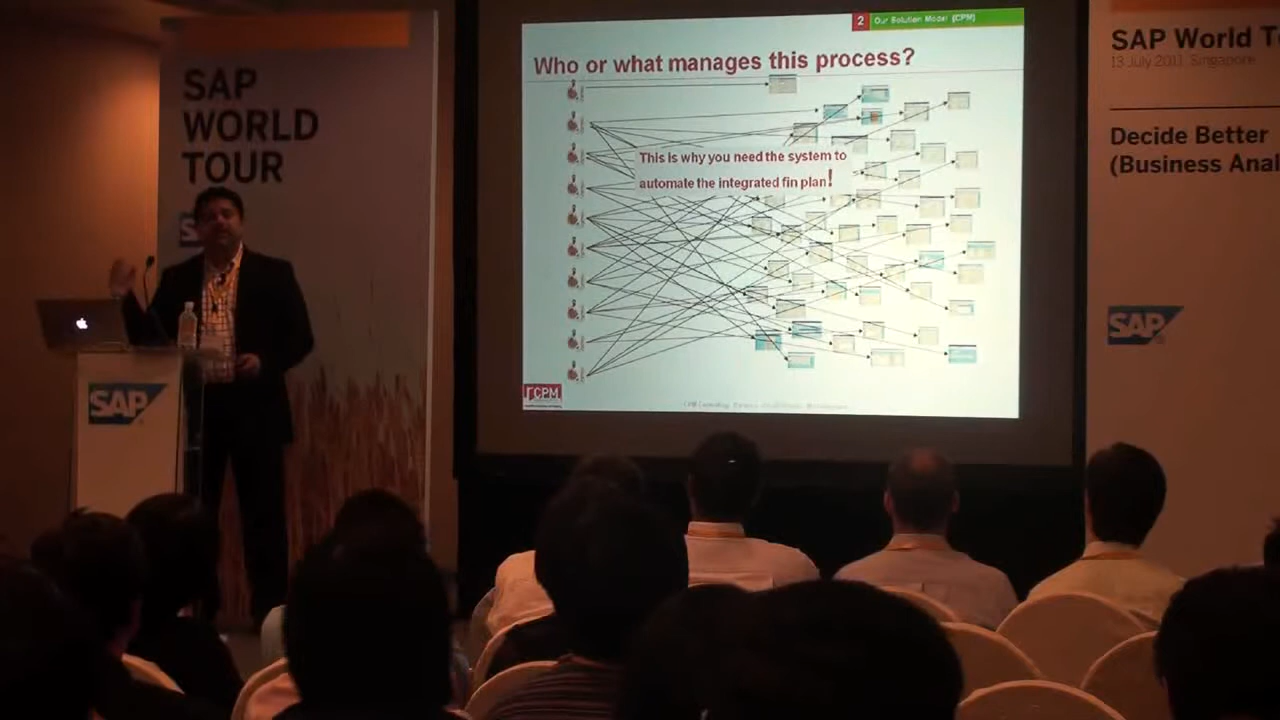 SAP
WORLD
TOUR
SAP
2
Our Solution Model (CPM)
Who or what manages this process?
This is why you need the system to
automate the integrated fin plan!
CPM
SAP World
13 July 2011, Singapore
Decide Better
(Business
SAP